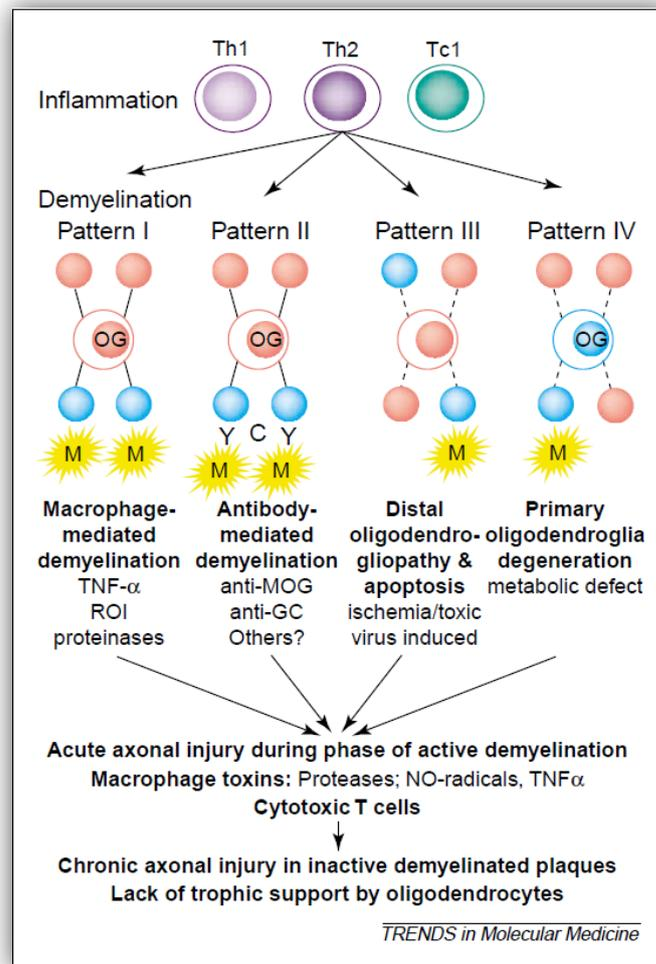 Th1 Th2 Tc1
Inflammation
Demyelination
Pattern I Pattern II Pattern III Pattern IV
OG OG OG
Y C Y
M M M M M M
Macrophage-
mediated
demyelination
TNF-α
ROI
proteinases
Antibody-
mediated
demyelination
anti-MOG
anti-GC
Others?
Distal
oligodendro-
gliopathy &
apoptosis
ischemia/toxic
virus induced
Primary
oligodendroglia
degeneration
metabolic defect
Acute axonal injury during phase of active demyelination
Macrophage toxins: Proteases; NO-radicals, TNFα
Cytotoxic T cells
Chronic axonal injury in inactive demyelinated plaques
Lack of trophic support by oligodendrocytes
TRENDS in Molecular Medicine